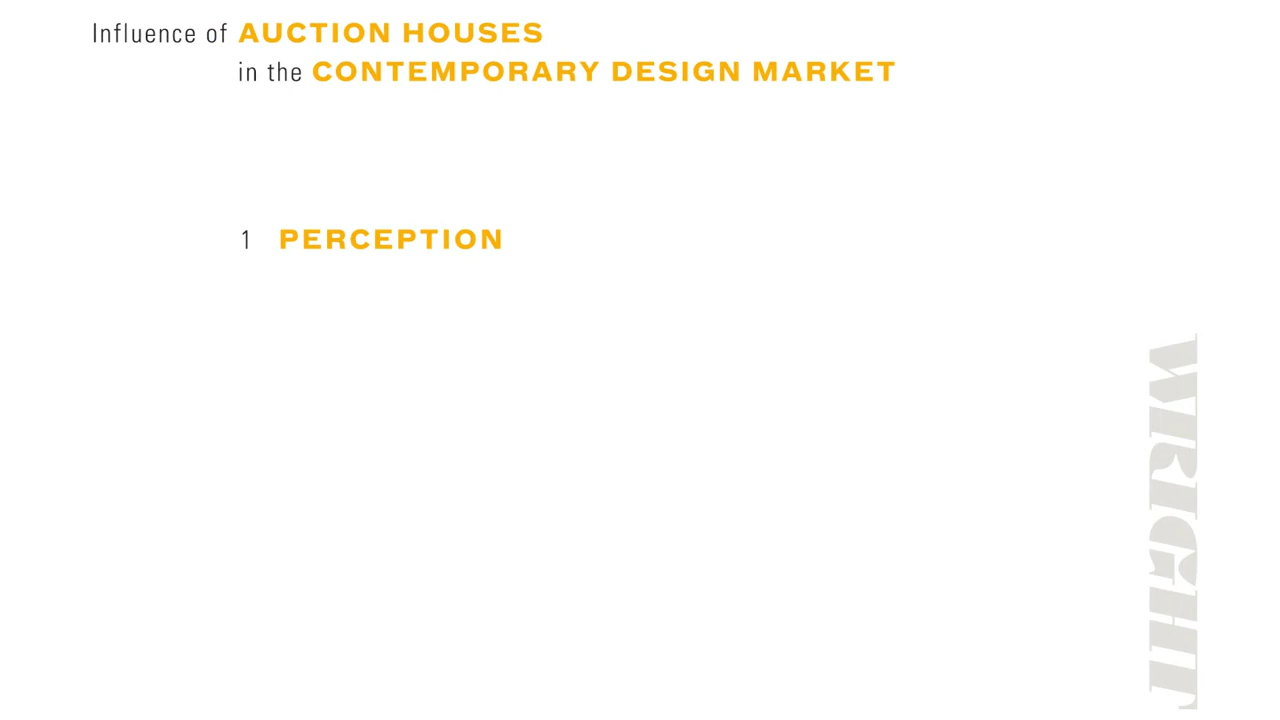 Influence of AUCTION HOUSES
in the CONTEMPORARY DESIGN MARKET
1 PERCEPTION
WRIGHT